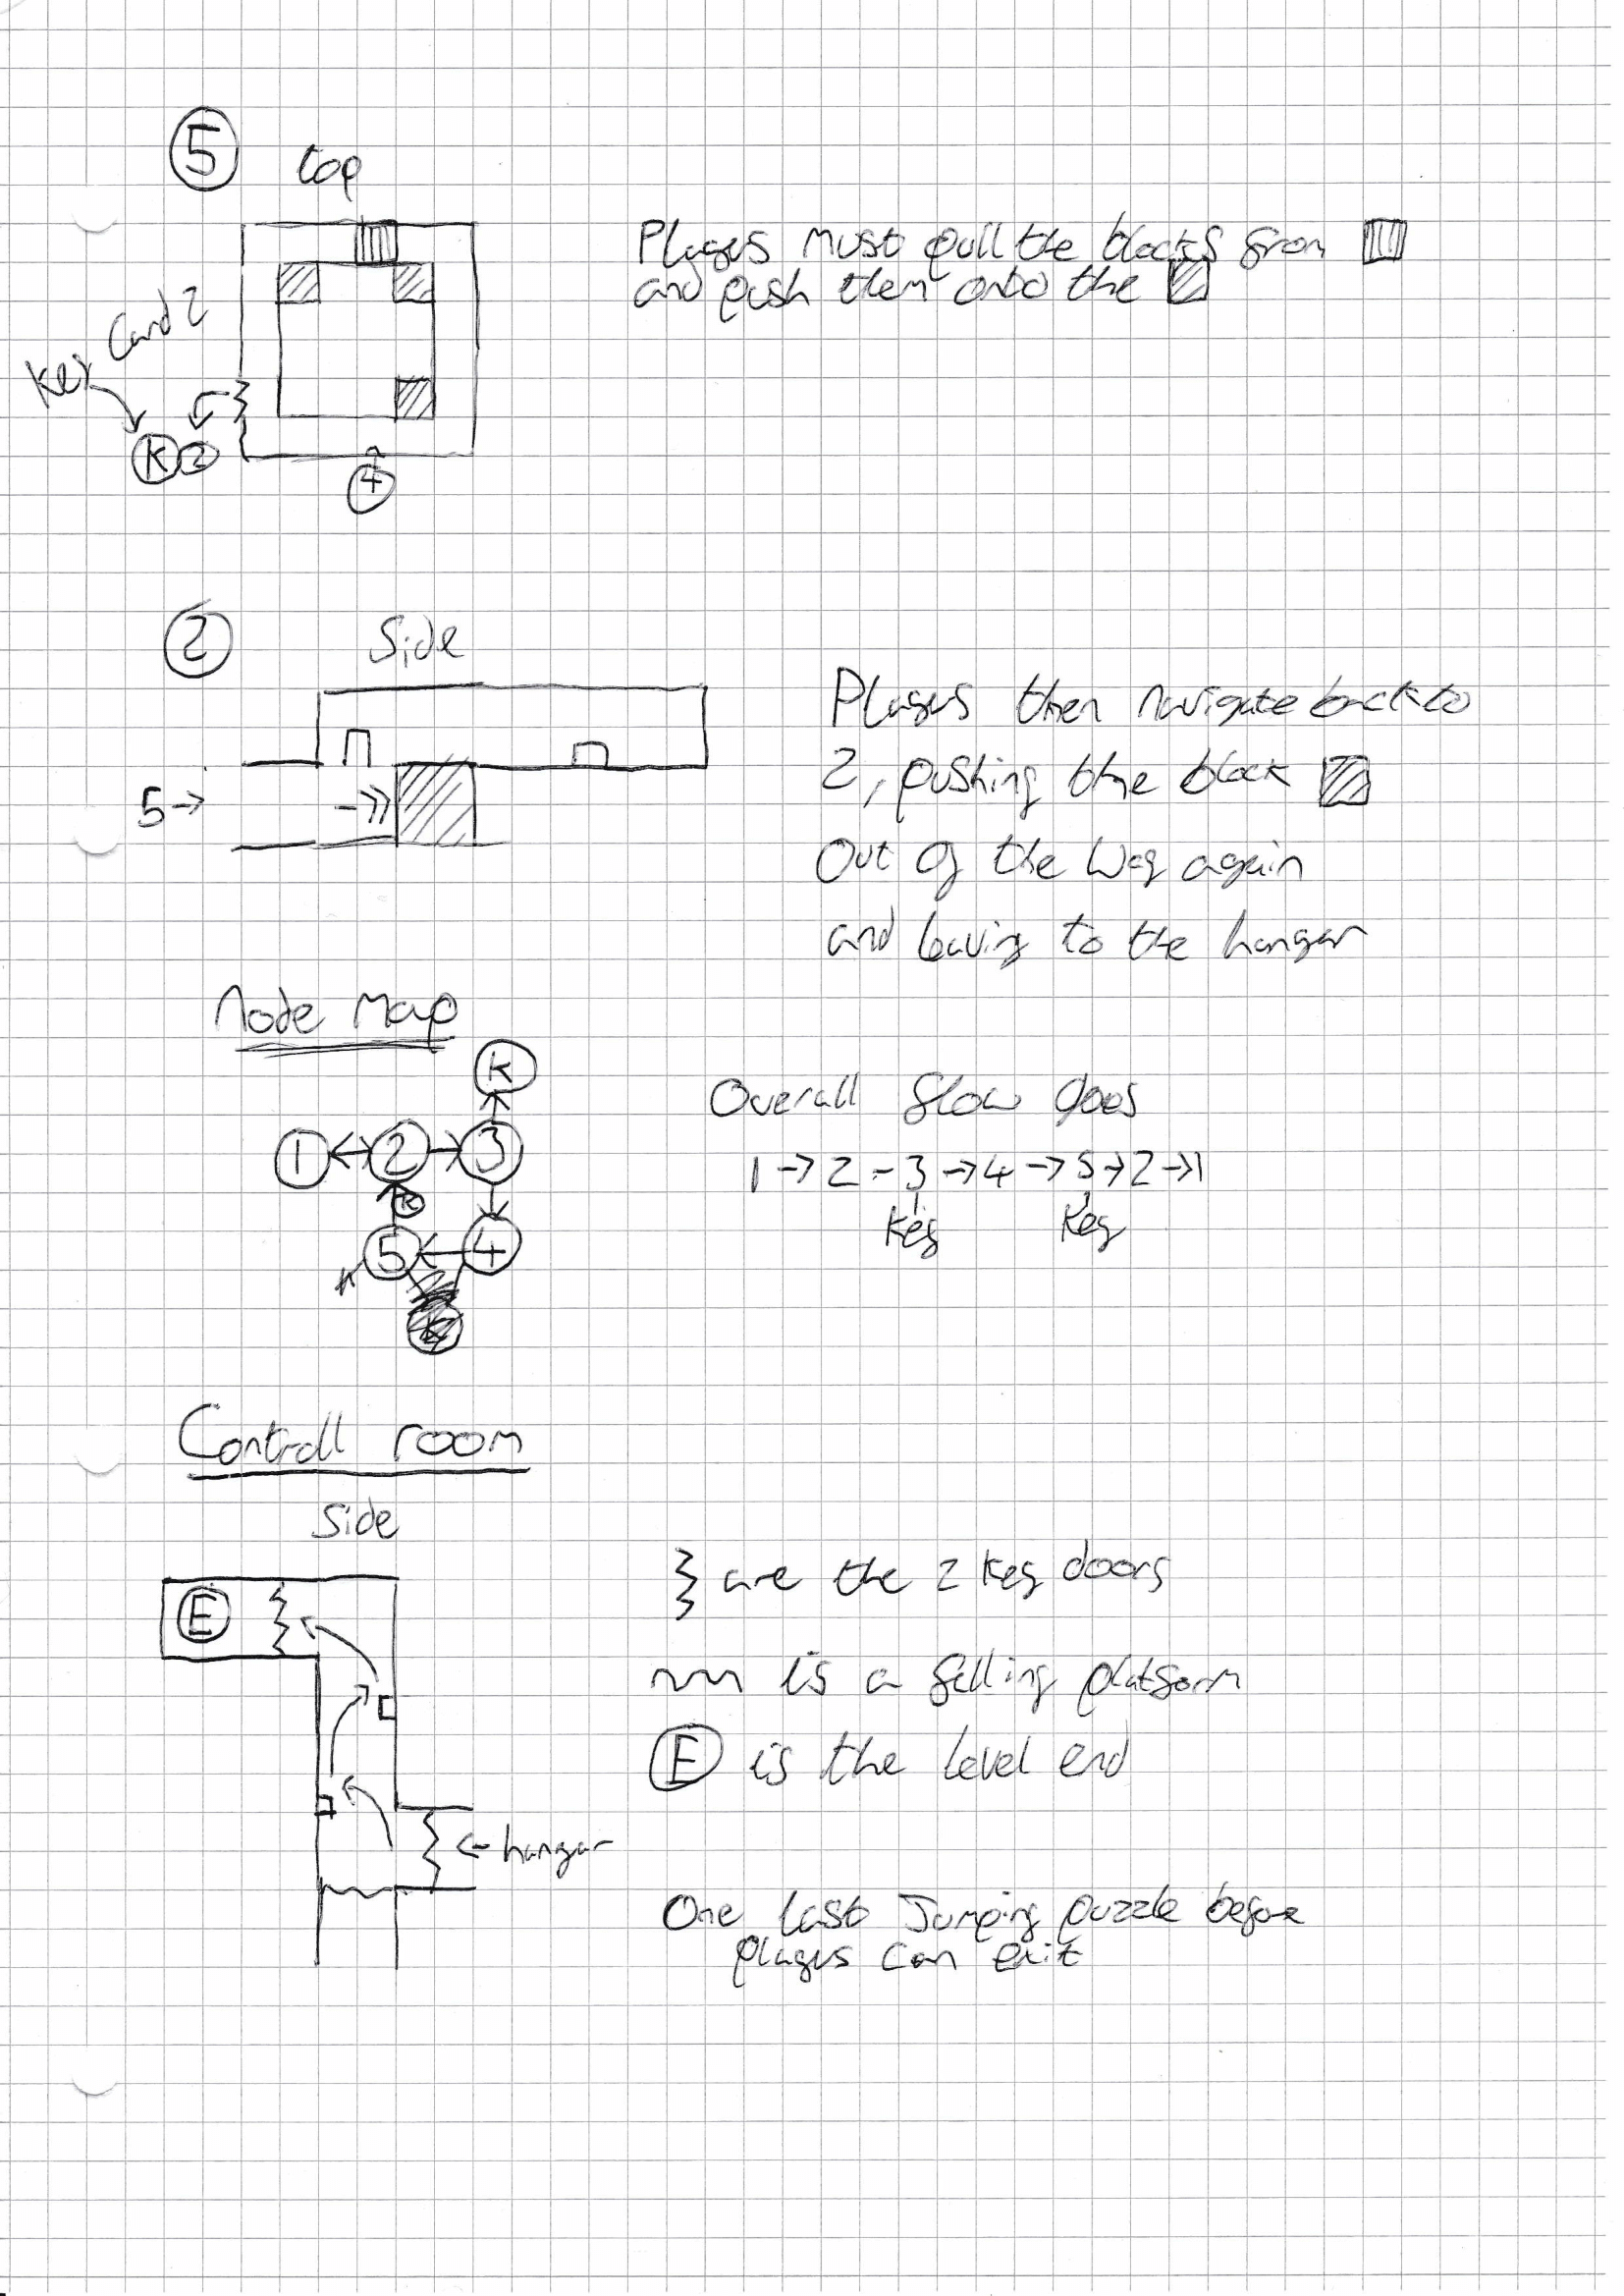 5 top
Players must pull the blocks from
and push them onto the
Key Card 2
K 2
4
2 Side
Players then navigate back to
2, pushing the block
5→
out of the way again
and leaving to the hangar
Node Map
K
Overall flow goes
1 ↔ 2 → 3
1 → 2 - 3 → 4 → 5 → 2 → 1
K
Key Key
5 ← 4
K
Controll room
Side
are the 2 key doors
E
is a falling platform
E is the level end
← hangar
One last Jumping puzzle before
players can exit